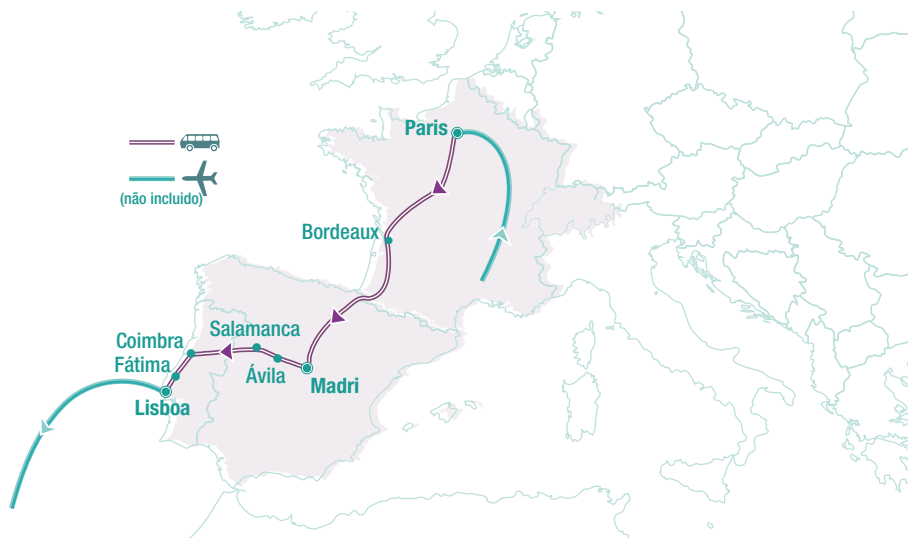 Paris
(não incluido)
Bordeaux
Salamanca
Coimbra
Fátima
Ávila
Madri
Lisboa